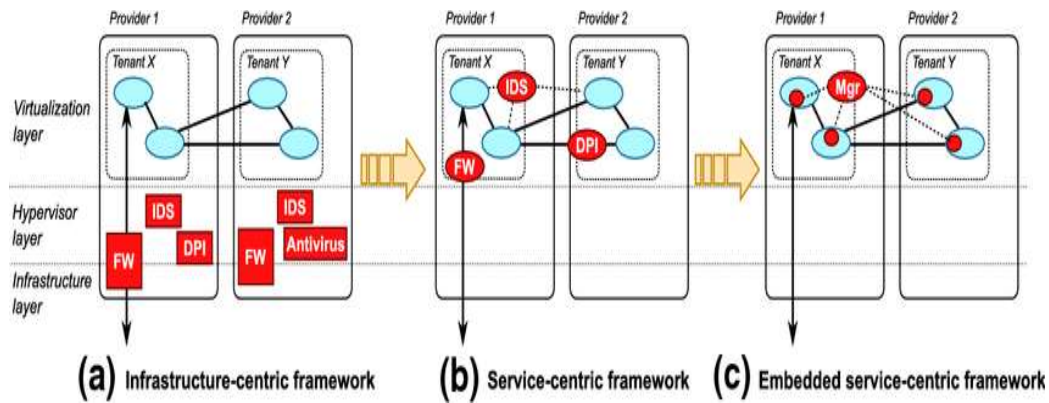 Provider 1
Provider 2
Provider 1
Provider 2
Provider 1
Provider 2
Tenant X
Tenant Y
Tenant X
Tenant Y
Tenant X
Tenant Y
Virtualization
layer
IDS
Mgr
DPI
FW
Hypervisor
layer
IDS
IDS
DPI
FW
FW
Antivirus
Infrastructure
layer
(a) Infrastructure-centric framework
(b) Service-centric framework
(c) Embedded service-centric framework